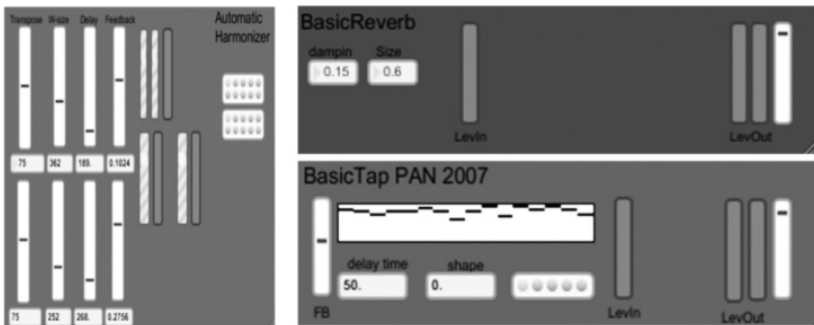 Transpose W-size Delay Feedback
Automatic
Harmonizer
75 362 189. 0.1024
75 252 268. 0.2756
BasicReverb
dampin Size
0.15 0.6
LevIn LevOut
BasicTap PAN 2007
delay time shape
50. 0.
FB LevIn LevOut